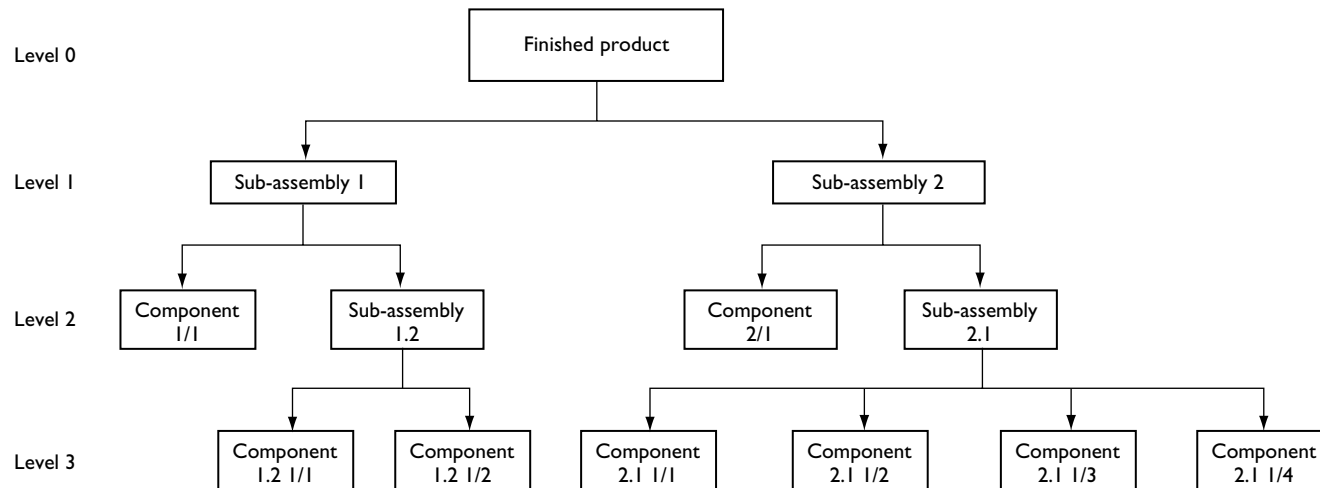 Level 0
Finished product
Level 1
Sub-assembly 1
Sub-assembly 2
Level 2
Component
1/1
Sub-assembly
1.2
Component
2/1
Sub-assembly
2.1
Level 3
Component
1.2 1/1
Component
1.2 1/2
Component
2.1 1/1
Component
2.1 1/2
Component
2.1 1/3
Component
2.1 1/4